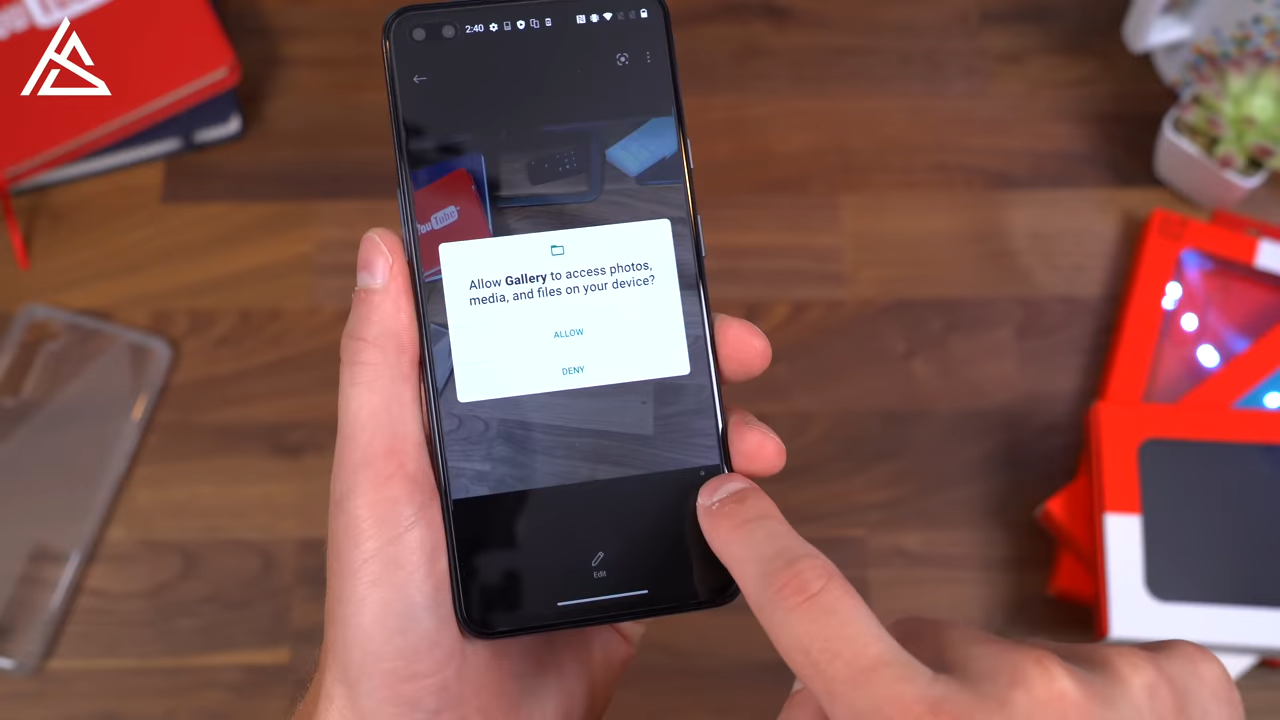 2:40
YouTube
Allow Gallery to access photos,
media, and files on your device?
ALLOW
DENY
Edit